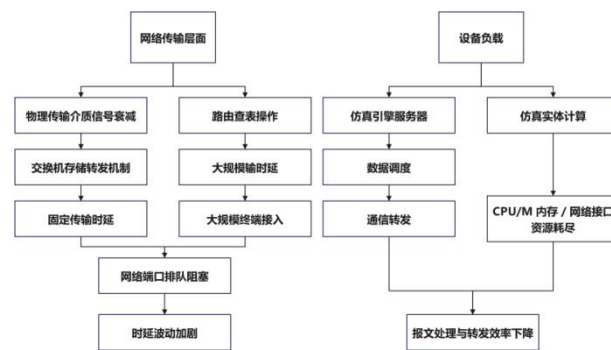 网络传输层面
设备负载
物理传输介质信号衰减
路由查表操作
仿真引擎服务器
仿真实体计算
交换机存储转发机制
大规模输时延
数据调度
固定传输时延
大规模终端接入
通信转发
CPU/M 内存 / 网络接口
资源耗尽
网络端口排队阻塞
时延波动加剧
报文处理与转发效率下降